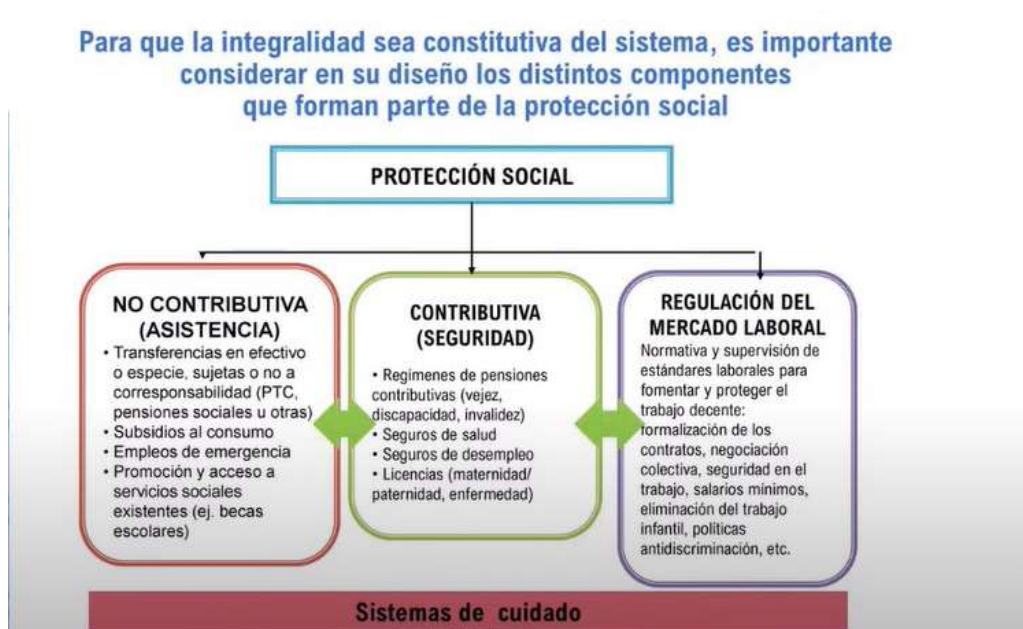 Para que la integralidad sea constitutiva del sistema, es importante
considerar en su diseño los distintos componentes
que forman parte de la protección social
PROTECCIÓN SOCIAL
NO CONTRIBUTIVA
(ASISTENCIA)
• Transferencias en efectivo
o especie, sujetas o no a
corresponsabilidad (PTC,
pensiones sociales u otras)
• Subsidios al consumo
• Empleos de emergencia
• Promoción y acceso a
servicios sociales
existentes (ej. becas
escolares)
CONTRIBUTIVA
(SEGURIDAD)
• Regimenes de pensiones
contributivas (vejez,
discapacidad, invalidez)
• Seguros de salud
• Seguros de desempleo
• Licencias (maternidad/
paternidad, enfermedad)
REGULACIÓN DEL
MERCADO LABORAL
Normativa y supervisión de
estándares laborales para
fomentar y proteger el
trabajo decente:
formalización de los
contratos, negociación
colectiva, seguridad en el
trabajo, salarios mínimos,
eliminación del trabajo
infantil, políticas
antidiscriminación, etc.
Sistemas de cuidado